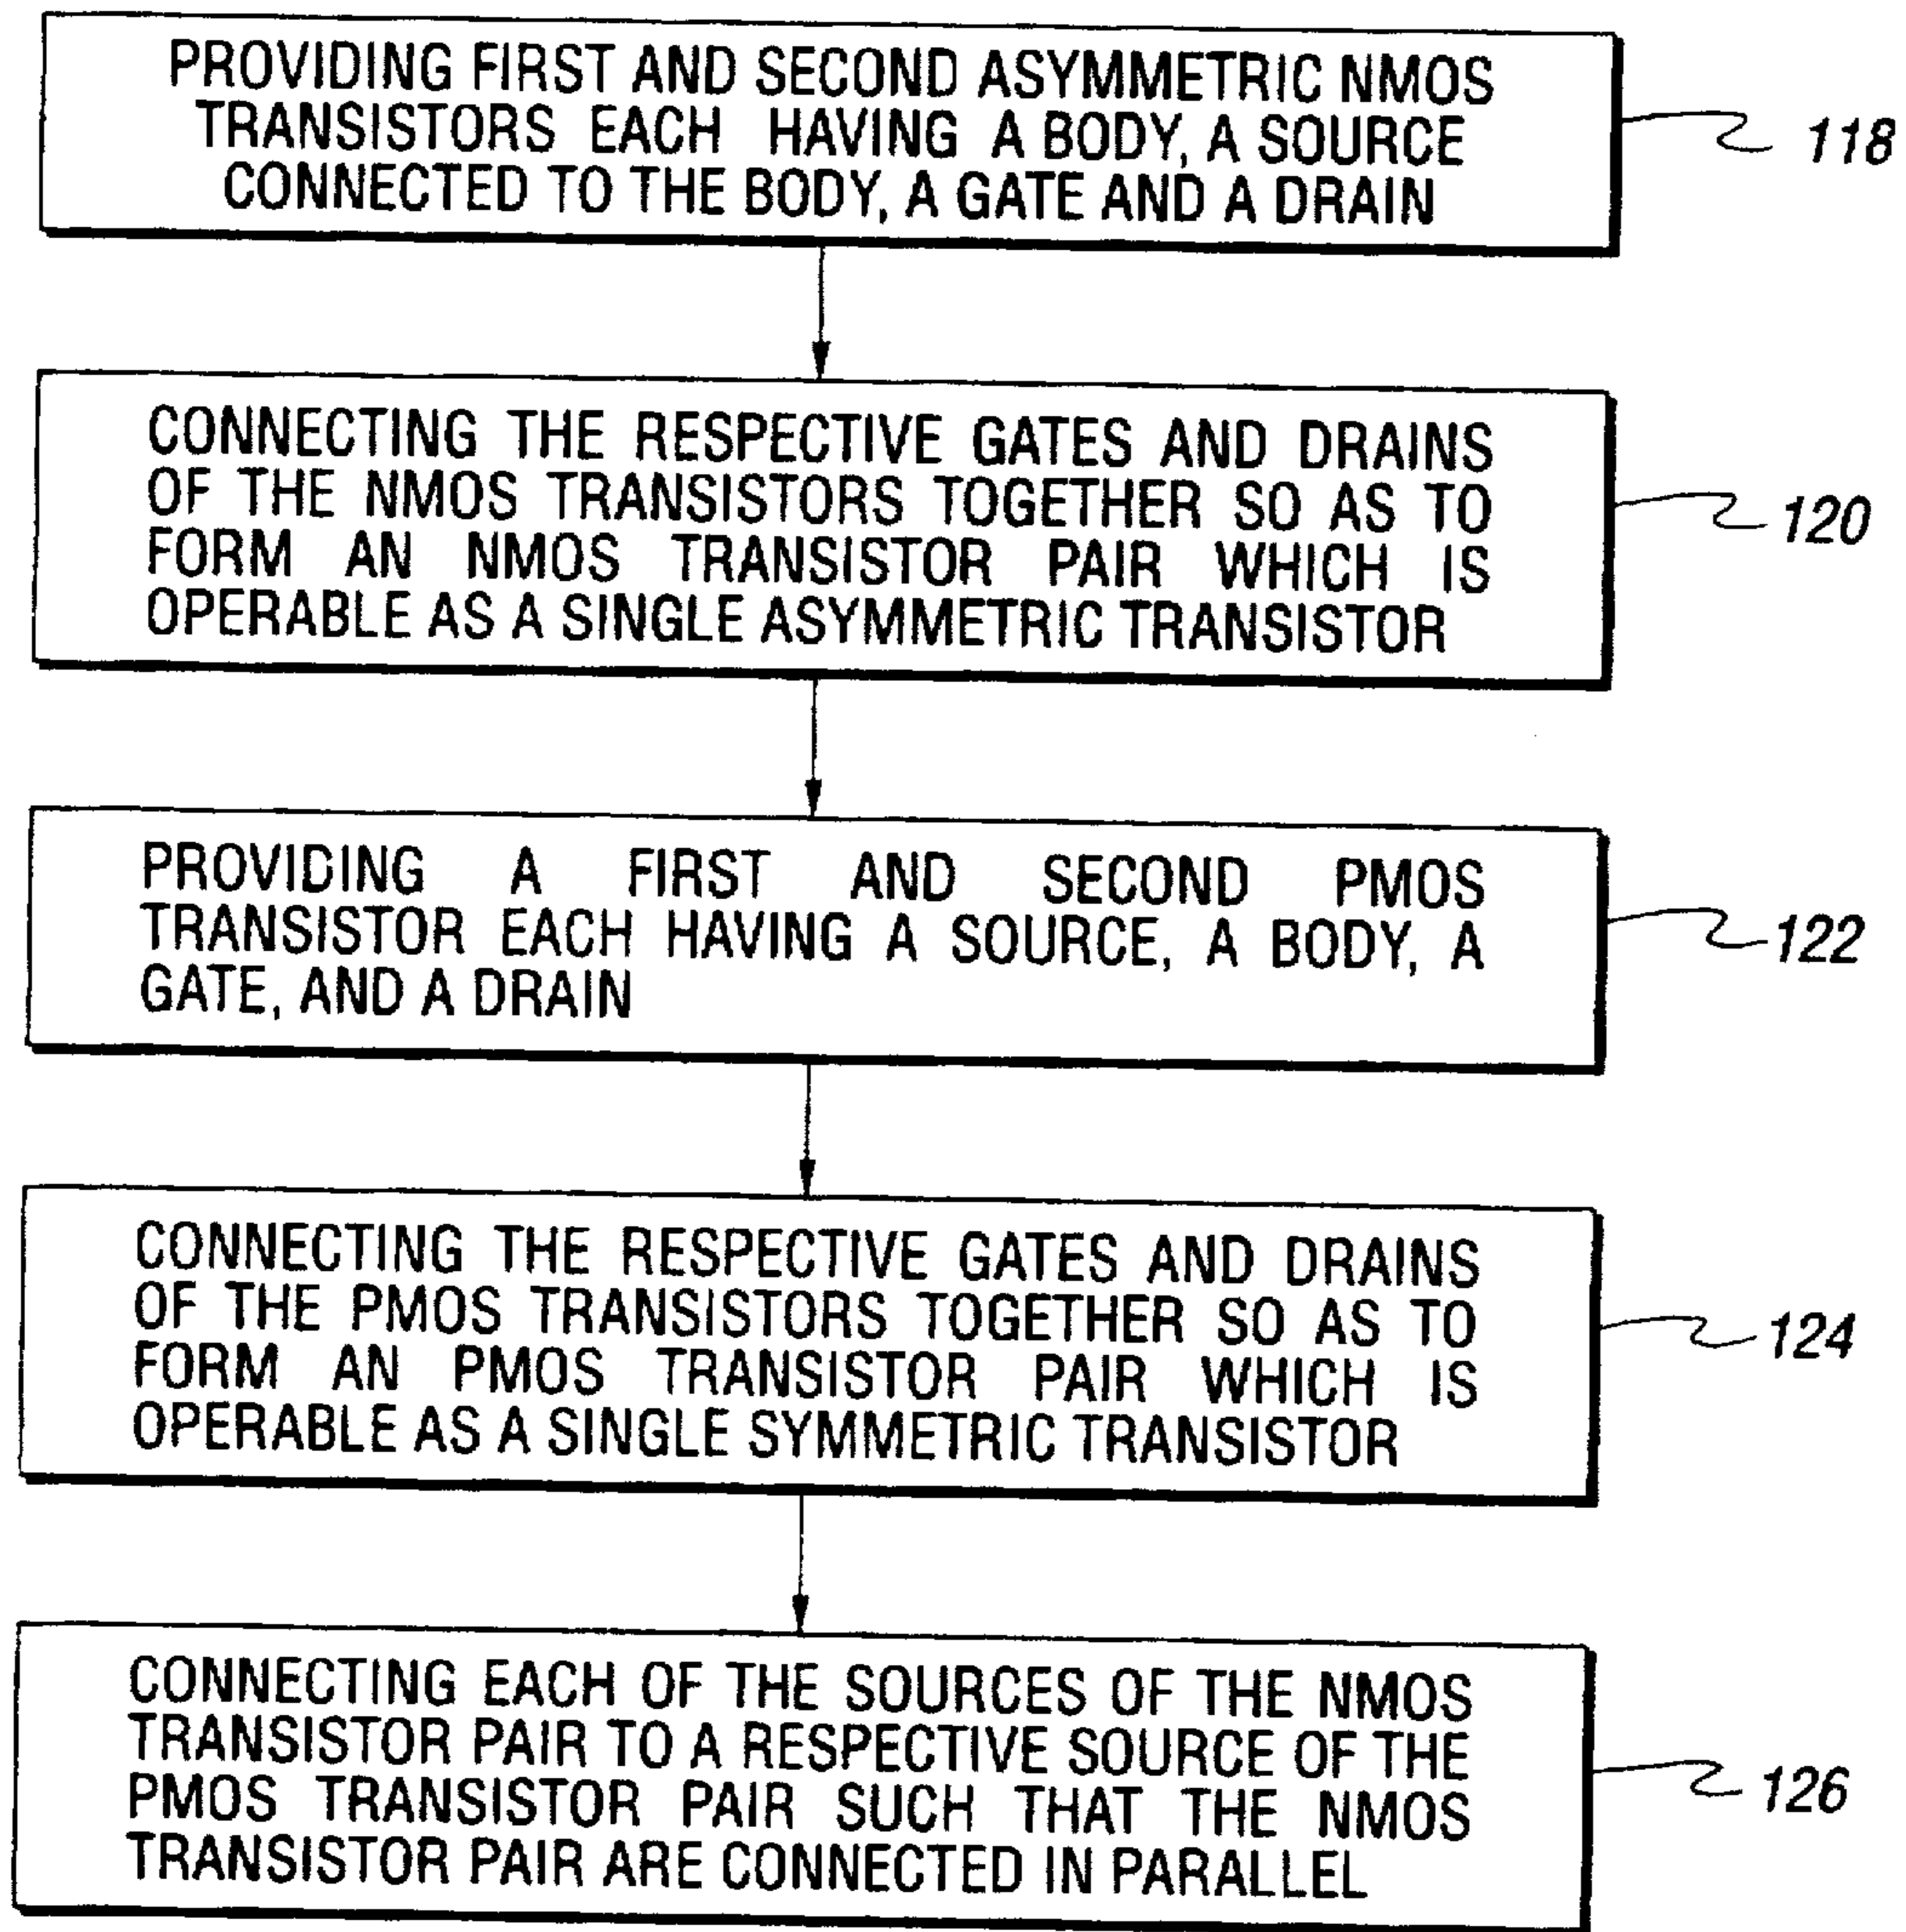 PROVIDING FIRST AND SECOND ASYMMETRIC NMOS
TRANSISTORS EACH HAVING A BODY, A SOURCE
CONNECTED TO THE BODY, A GATE AND A DRAIN
118
CONNECTING THE RESPECTIVE GATES AND DRAINS
OF THE NMOS TRANSISTORS TOGETHER SO AS TO
FORM AN NMOS TRANSISTOR PAIR WHICH IS
OPERABLE AS A SINGLE ASYMMETRIC TRANSISTOR
120
PROVIDING A FIRST AND SECOND PMOS
TRANSISTOR EACH HAVING A SOURCE, A BODY, A
GATE, AND A DRAIN
122
CONNECTING THE RESPECTIVE GATES AND DRAINS
OF THE PMOS TRANSISTORS TOGETHER SO AS TO
FORM AN PMOS TRANSISTOR PAIR WHICH IS
OPERABLE AS A SINGLE SYMMETRIC TRANSISTOR
124
CONNECTING EACH OF THE SOURCES OF THE NMOS
TRANSISTOR PAIR TO A RESPECTIVE SOURCE OF THE
PMOS TRANSISTOR PAIR SUCH THAT THE NMOS
TRANSISTOR PAIR ARE CONNECTED IN PARALLEL
126